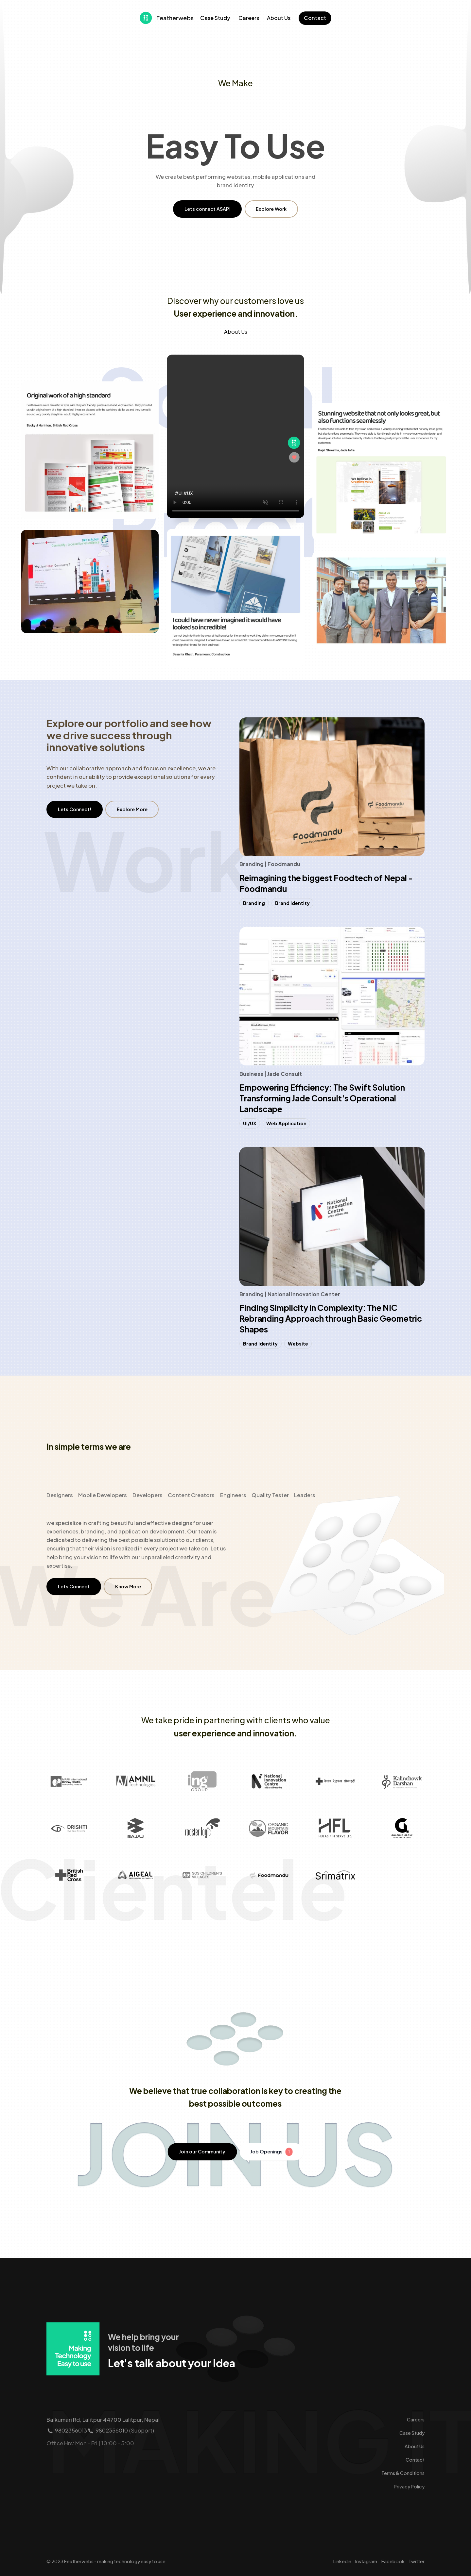 Featherwebs
Case Study
Careers
About Us
Contact
We Make
Easy To Use
We create best performing websites, mobile applications and
brand identity
Lets connect ASAP!
Explore Work
Discover why our customers love us
User experience and innovation.
About Us
Social
Proof
Original work of a high standard
Becky J Horitson, British Red Cross
#UI #UX
0:00
Stunning website that not only looks great, but
also functions seamlessly
I could have never imagined it would have
looked so incredible!
Explore our portfolio and see how
we drive success through
innovative solutions
With our collaborative approach and focus on excellence, we are
confident in our ability to provide exceptional solutions for every
project we take on.
Lets Connect!
Explore More
Work
Foodmandu
Foodmandu
Branding | Foodmandu
Reimagining the biggest Foodtech of Nepal -
Foodmandu
Branding
Brand Identity
Business | Jade Consult
Empowering Efficiency: The Swift Solution
Transforming Jade Consult's Operational
Landscape
UI/UX
Web Application
National
Innovation
Centre
Branding | National Innovation Center
Finding Simplicity in Complexity: The NIC
Rebranding Approach through Basic Geometric
Shapes
Brand Identity
Website
In simple terms we are
Designers
Mobile Developers
Developers
Content Creators
Engineers
Quality Tester
Leaders
we specialize in crafting beautiful and effective designs for user
experiences, branding, and application development. Our team is
dedicated to delivering the best possible solutions to our clients,
ensuring that their vision is realized in every project we take on. Let us
help bring your vision to life with our unparalleled creativity and
expertise.
Lets Connect
Know More
We Are
We take pride in partnering with clients who value
user experience and innovation.
AMNIL
Technologies
ing
GROUP
National
Innovation
Centre
Kalinchowk
Darshan
DRISHTI
BAJAJ
rooster logic
ORGANIC
MOUNTAIN
FLAVOR
HFL
G
British
Red
Cross
AIGEAL
SOS CHILDREN'S
VILLAGES
Foodmandu
Srimatrix
Clientele
We believe that true collaboration is key to creating the
best possible outcomes
JOIN US
Join our Community
Job Openings
Making
Technology
Easy to use
We help bring your
vision to life
Let's talk about your Idea
MAKING T
Balkumari Rd, Lalitpur 44700 Lalitpur, Nepal
9802356013 9802356010 (Support)
Office Hrs: Mon - Fri | 10:00 - 6:00
Careers
Case Study
About Us
Contact
Terms & Conditions
Privacy Policy
© 2023 Featherwebs - making technology easy to use
Linkedin
Instagram
Facebook
Twitter